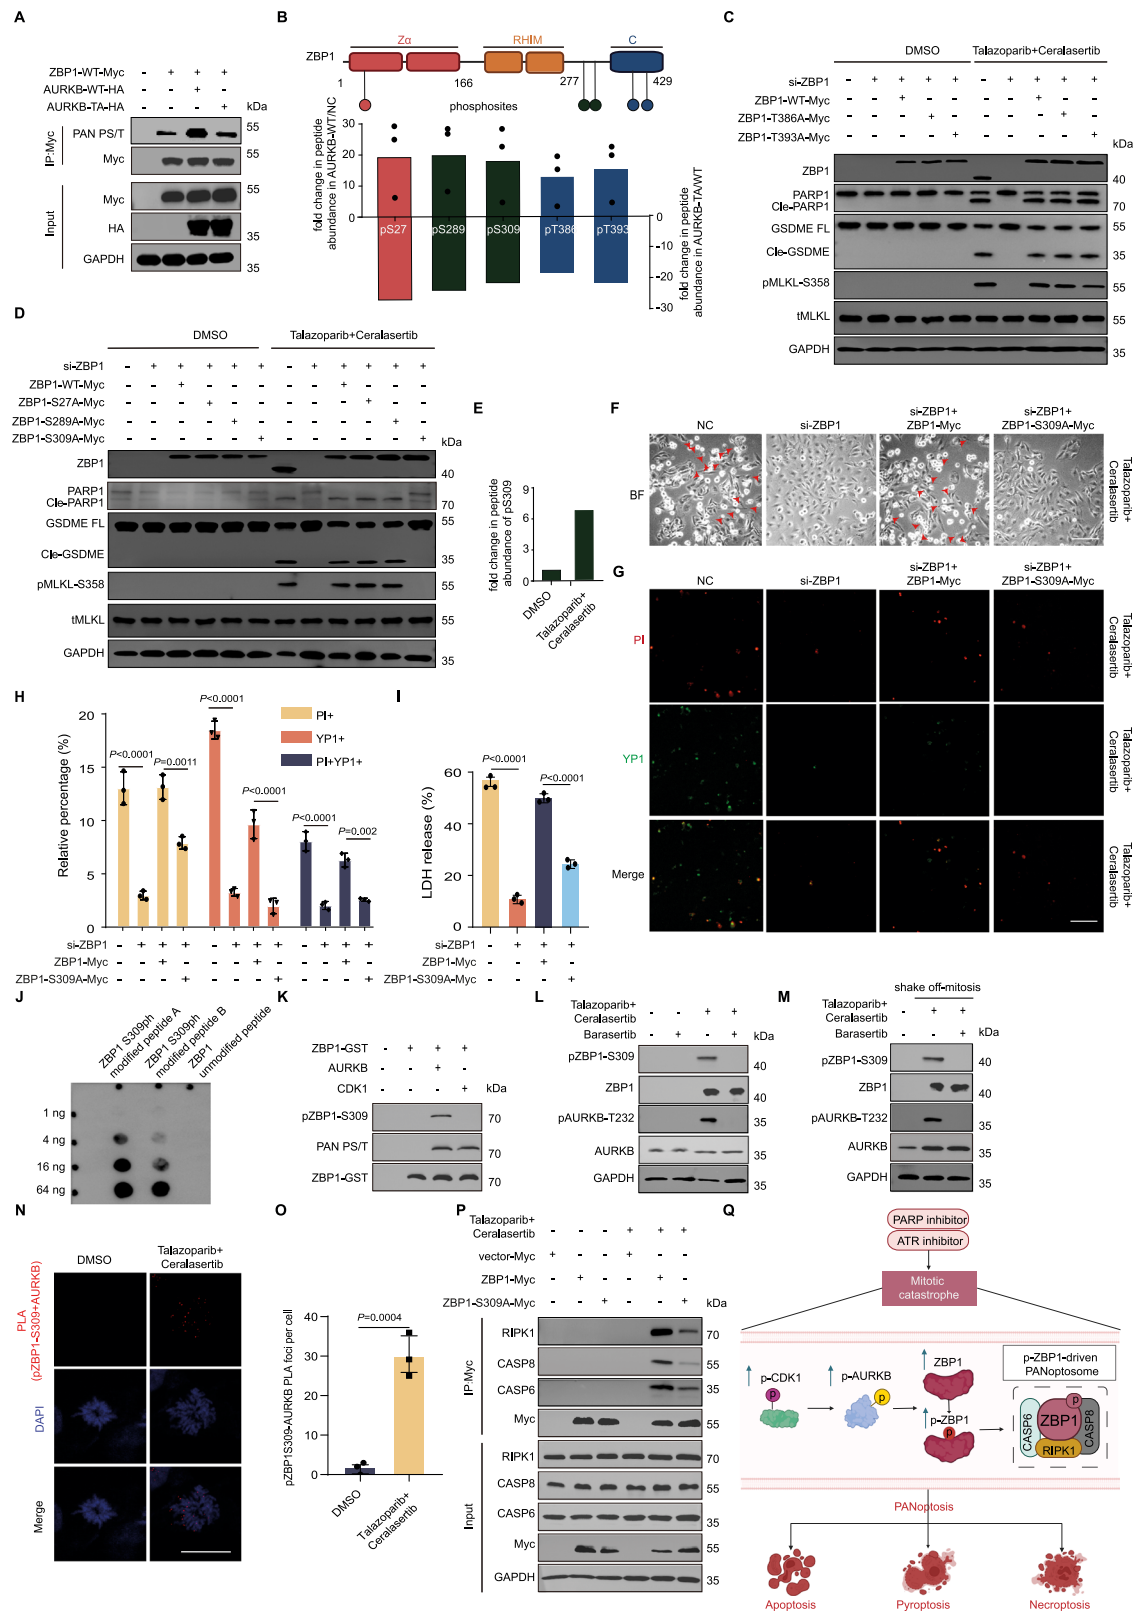 A
ZBP1-WT-Myc - + + +
AURKB-WT-HA - - + -
AURKB-TA-HA - - - +
kDa
IP:Myc
PAN PS/T 55
Myc 55
Input
Myc 55
HA 35
GAPDH 35
B
Zα RHIM C
ZBP1
1 166 277 429
phosphosites
fold change in peptide
abundance in AURKB-WT/NC
30
20
10
0
pS27 pS289 pS309 pT386 pT393
0
-10
-20
-30
fold change in peptide
abundance in AURKB-TA/WT
C
DMSO Talazoparib+Ceralasertib
si-ZBP1 - + + + + - + + + +
ZBP1-WT-Myc - - + - - - - + - -
ZBP1-T386A-Myc - - - + - - - - + -
ZBP1-T393A-Myc - - - - + - - - - +
kDa
ZBP1 40
PARP1
Cle-PARP1 70
GSDME FL 55
Cle-GSDME 35
pMLKL-S358 55
tMLKL 55
GAPDH 35
D
DMSO Talazoparib+Ceralasertib
si-ZBP1 - + + + + + - + + + + +
ZBP1-WT-Myc - - + - - - - - + - - -
ZBP1-S27A-Myc - - - + - - - - - + - -
ZBP1-S289A-Myc - - - - + - - - - - + -
ZBP1-S309A-Myc - - - - - + - - - - - +
kDa
ZBP1 40
PARP1
Cle-PARP1 70
GSDME FL 55
Cle-GSDME 35
pMLKL-S358 55
tMLKL 55
GAPDH 35
E
fold change in peptide
abundance of pS309
9
6
3
0
DMSO
Talazoparib+
Ceralasertib
F
NC si-ZBP1 si-ZBP1+
ZBP1-Myc si-ZBP1+
ZBP1-S309A-Myc
BF
Talazoparib+
Ceralasertib
G
NC si-ZBP1 si-ZBP1+
ZBP1-Myc si-ZBP1+
ZBP1-S309A-Myc
PI
Talazoparib+
Ceralasertib
YP1
Talazoparib+
Ceralasertib
Merge
Talazoparib+
Ceralasertib
H
Relative percentage (%)
20
15
10
5
0
P<0.0001
P=0.0011
P<0.0001
P<0.0001
P<0.0001
P=0.002
PI+
YP1+
PI+YP1+
si-ZBP1 - + + + - + + + - + + +
ZBP1-Myc - - + - - - + - - - + -
ZBP1-S309A-Myc - - - + - - - + - - - +
I
LDH release (%)
60
40
20
0
P<0.0001
<0.0001
si-ZBP1 - + + +
ZBP1-Myc - - + -
ZBP1-S309A-Myc - - - +
J
ZBP1 S309ph
modified peptide A
ZBP1 S309ph
modified peptide B
ZBP1
unmodified peptide
1 ng
4 ng
16 ng
64 ng
K
ZBP1-GST - + + +
AURKB - - + -
CDK1 - - - +
kDa
pZBP1-S309 70
PAN PS/T 70
ZBP1-GST 70
L
Talazoparib+
Ceralasertib - - + +
Barasertib - + - +
kDa
pZBP1-S309 40
ZBP1 40
pAURKB-T232 35
AURKB 35
GAPDH 35
M
shake off-mitosis
Talazoparib+
Ceralasertib - + +
Barasertib - - +
kDa
pZBP1-S309 40
ZBP1 40
pAURKB-T232 35
AURKB 35
GAPDH 35
N
DMSO Talazoparib+
Ceralasertib
PLA
(pZBP1-S309+AURKB)
DAPI
Merge
O
pZBP1S309-AURKB PLA foci per cell
40
30
20
10
0
P=0.0004
DMSO
Talazoparib+
Ceralasertib
P
Talazoparib+
Ceralasertib - - - + + +
vector-Myc + - - + - -
ZBP1-Myc - + - - + -
ZBP1-S309A-Myc - - + - - +
kDa
IP:Myc
RIPK1 70
CASP8 55
CASP6 35
Myc 55
Input
RIPK1 70
CASP8 55
CASP6 35
Myc 55
GAPDH 35
Q
PARP inhibitor
ATR inhibitor
Mitotic
catastrophe
p-CDK1
p
p-AURKB
p
ZBP1
p-ZBP1
p
p-ZBP1-driven
PANoptosome
CASP6
ZBP1
p
CASP8
RIPK1
PANoptosis
Apoptosis Pyroptosis Necroptosis